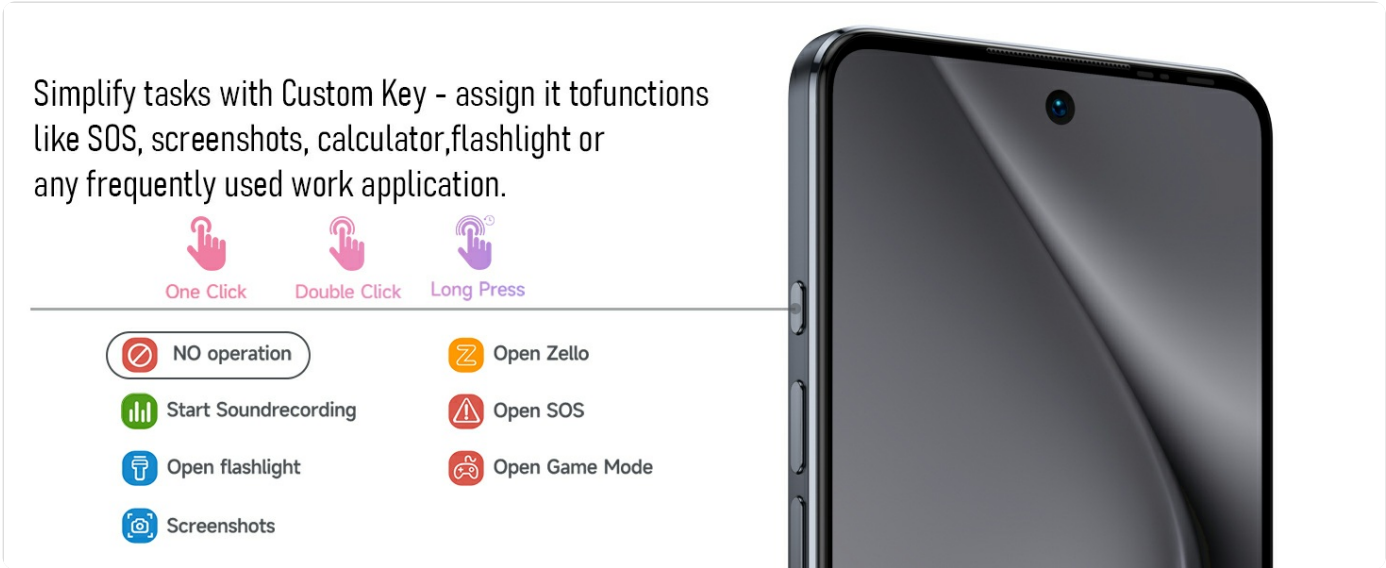 Simplify tasks with Custom Key - assign it tofunctions
like SOS, screenshots, calculator,flashlight or
any frequently used work application.
One Click
Double Click
Long Press
NO operation
Open Zello
Start Soundrecording
Open SOS
Open flashlight
Open Game Mode
Screenshots